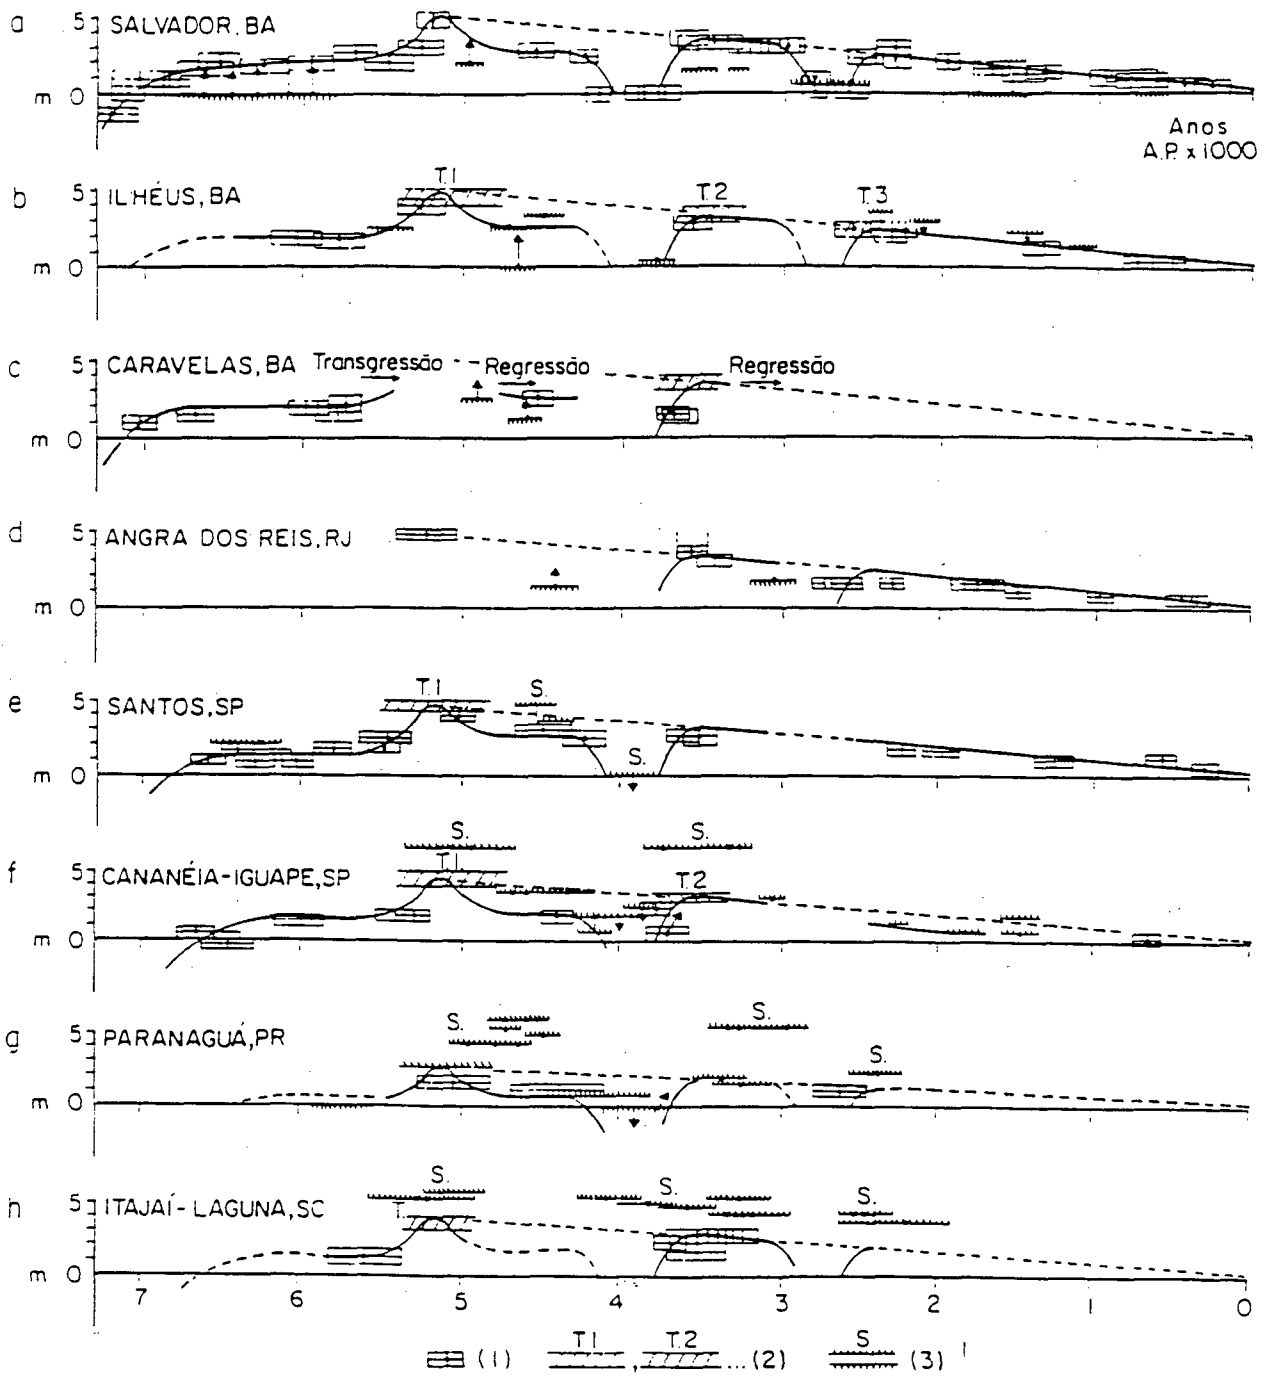 a 5 SALVADOR, BA
m 0
Anos
A.P. x 1000
T.1 T.2 T.3
b 5 ILHÉUS, BA
m 0
c 5 CARAVELAS, BA Transgressão Regressão Regressão
m 0
d 5 ANGRA DOS REIS, RJ
m 0
T.1 S.
e 5 SANTOS, SP
S.
m 0
S. S.
f 5 CANANÉIA-IGUAPE, SP T.1 T.2
m 0
S. S. S.
g 5 PARANAGUÁ, PR
m 0
S. S. S.
h 5 ITAJAÍ-LAGUNA, SC T.
m 0
7 6 5 4 3 2 1 0
(1) T1 , T2 ...(2) S (3)